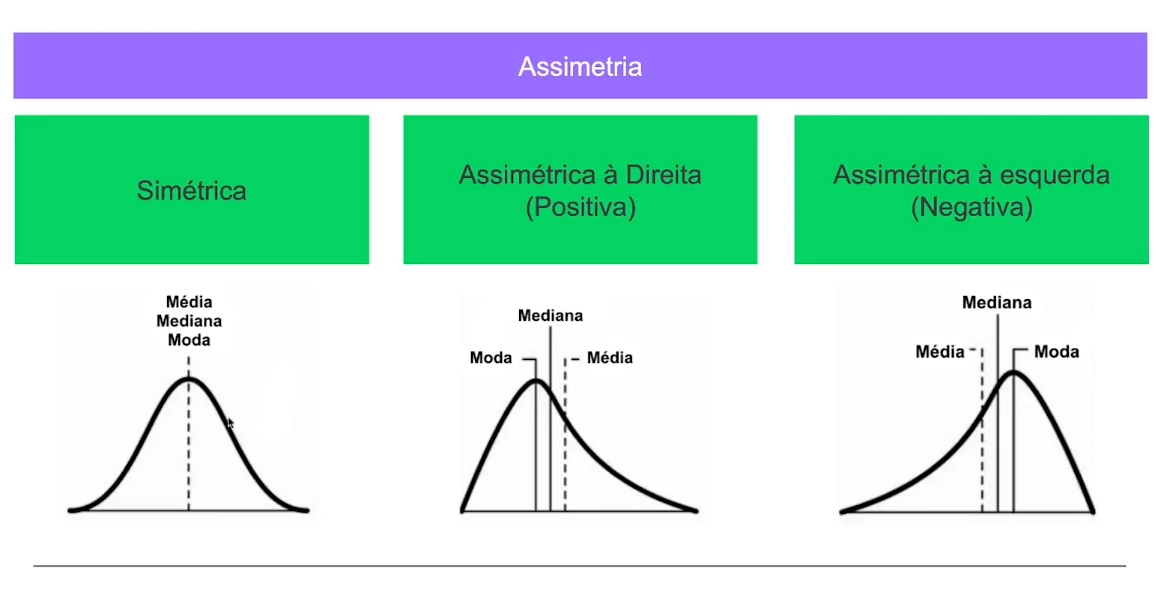 Assimetria
Simétrica
Assimétrica à Direita
(Positiva)
Assimétrica à esquerda
(Negativa)
Média
Mediana
Moda
Mediana
Moda
Média
Mediana
Média
Moda